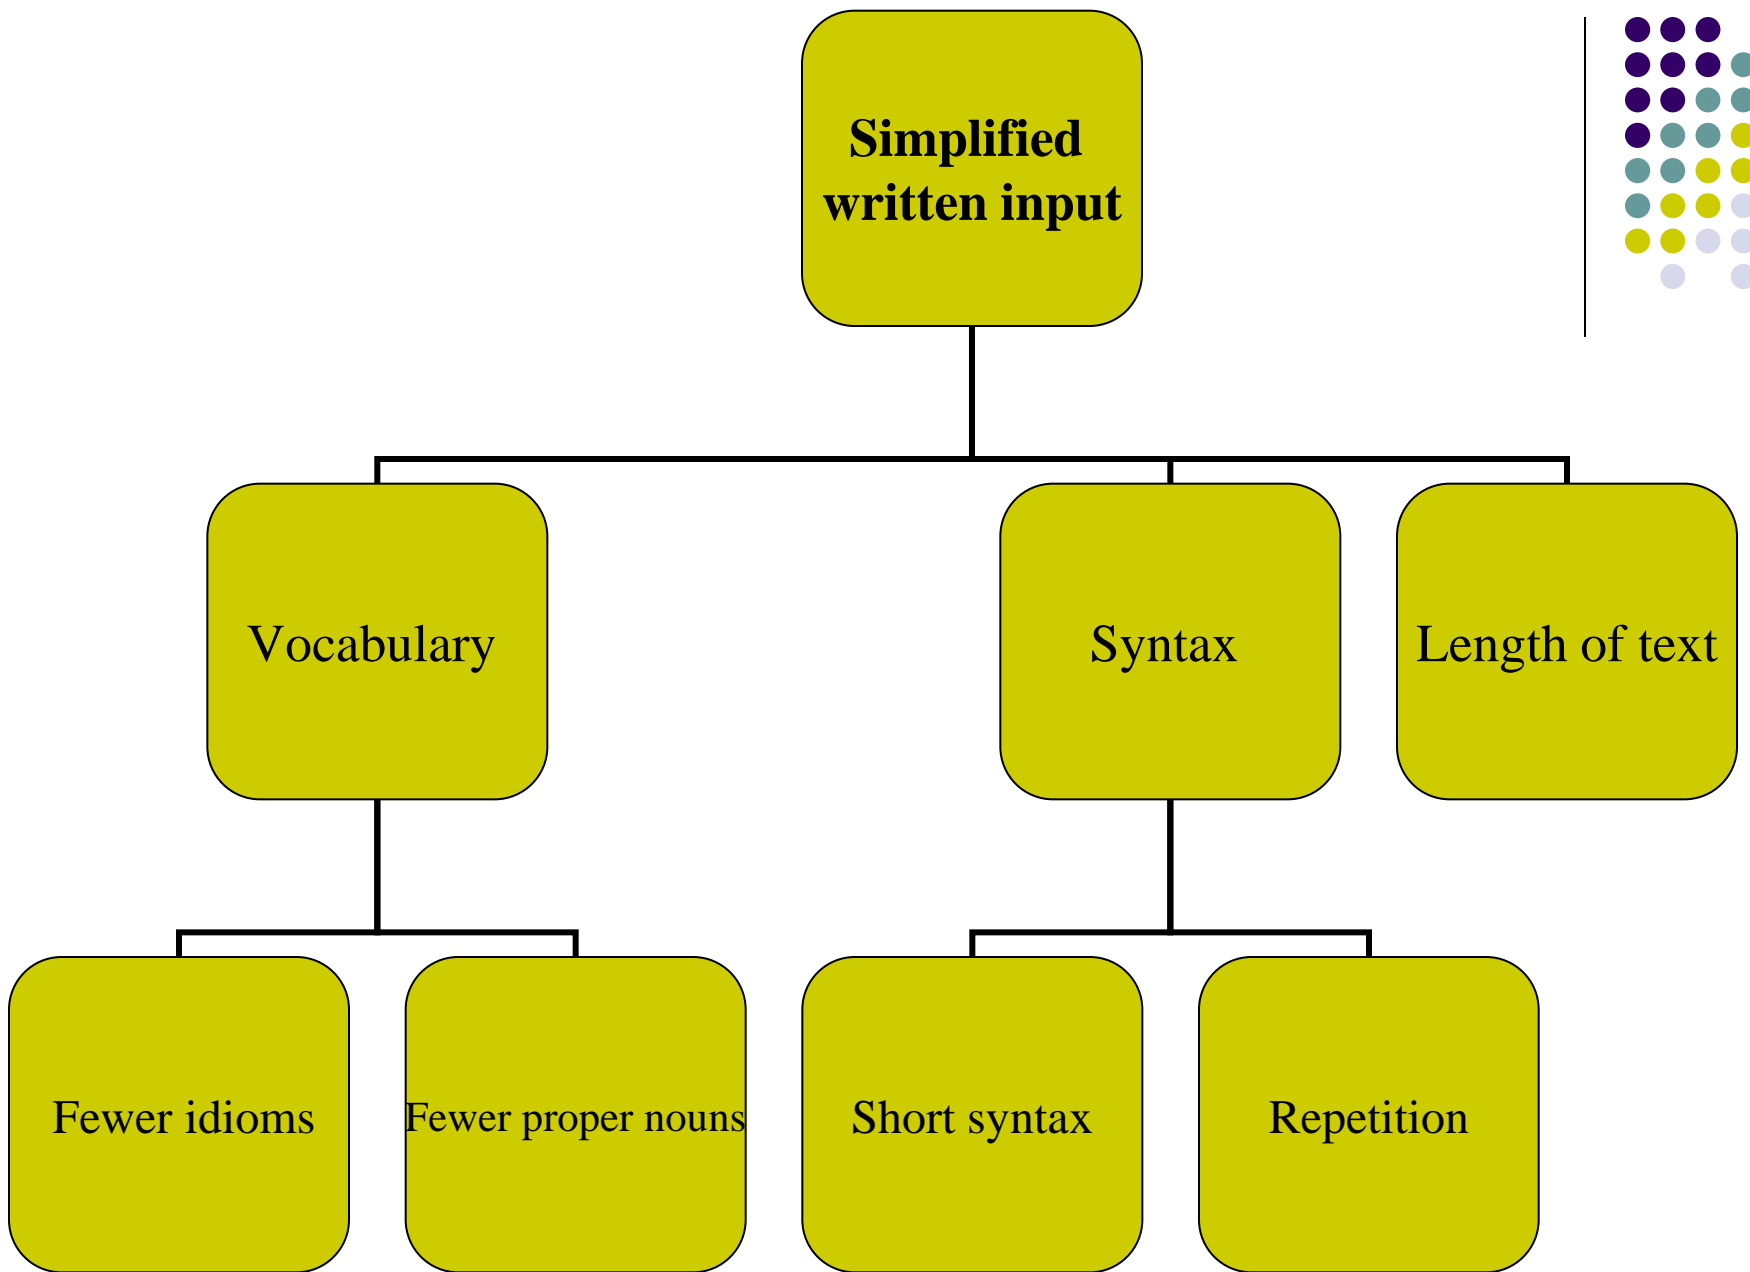 Simplified
written input
Vocabulary
Syntax
Length of text
Fewer idioms
Fewer proper nouns
Short syntax
Repetition